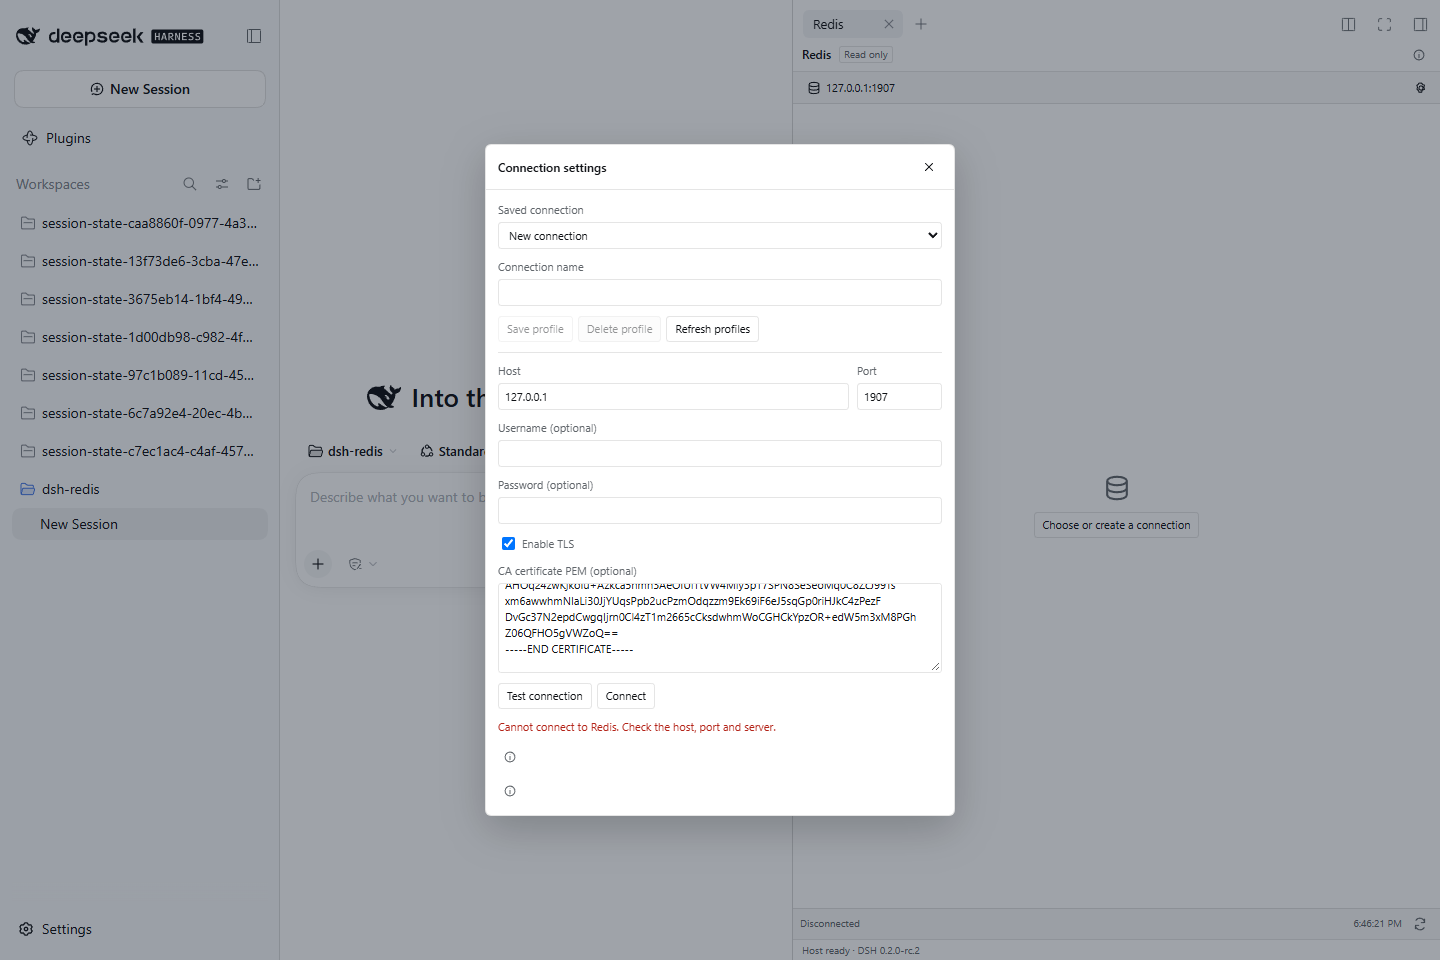 deepseek HARNESS
New Session
Plugins
Workspaces
session-state-caa8860f-0977-4a3...
session-state-13f73de6-3cba-47e...
session-state-3675eb14-1bf4-49...
session-state-1d00db98-c982-4f...
session-state-97c1b089-11cd-45...
session-state-6c7a92e4-20ec-4b...
session-state-c7ec1ac4-c4af-457...
dsh-redis
New Session
Settings
Into th
dsh-redis
Standar
Describe what you want to b
Connection settings
Saved connection
New connection
Connection name
Save profile
Delete profile
Refresh profiles
Host
Port
127.0.0.1
1907
Username (optional)
Password (optional)
Enable TLS
CA certificate PEM (optional)
xm6awwhmNIaLi30JjYUqsPpb2ucPzmOdqzzm9Ek69iF6eJ5sqGp0riHJkC4zPezF
DvGc37N2epdCwgqIjrn0Cl4zT1m2665cCksdwhmWoCGHCkYpzOR+edW5m3xM8PGh
Z06QFHO5gVWZoQ==
-----END CERTIFICATE-----
Test connection
Connect
Cannot connect to Redis. Check the host, port and server.
Redis
Redis
Read only
127.0.0.1:1907
Choose or create a connection
Disconnected
6:46:21 PM
Host ready · DSH 0.2.0-rc.2